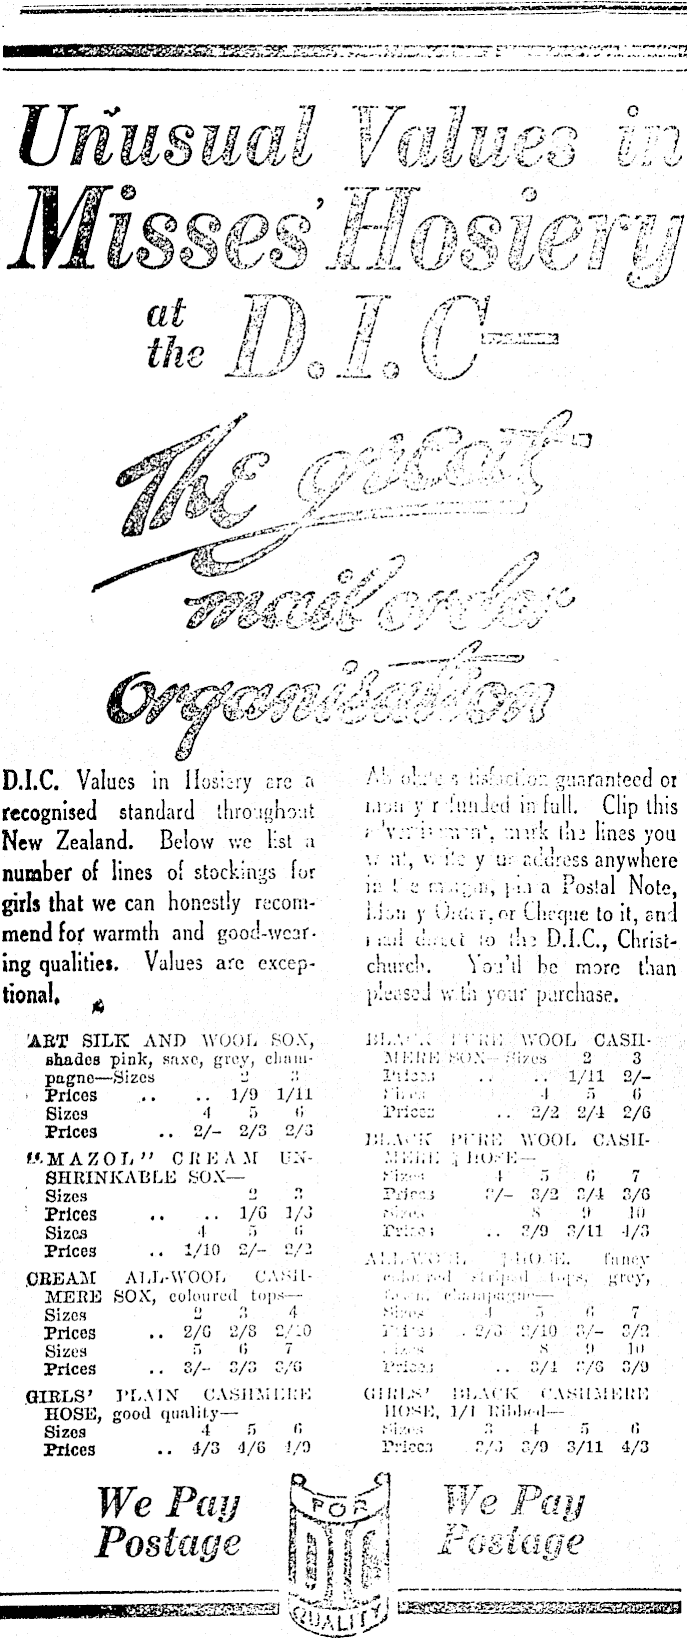 Unusual Values in
Misses' Hosiery
at
the D.I.C—
The great
mail order
organisation
D.I.C. Values in Hosiery are a
recognised standard throughout
New Zealand. Below we list a
number of lines of stockings for
girls that we can honestly recom-
mend for warmth and good-wear-
ing qualities. Values are excep-
tional.
ART SILK AND WOOL SOX,
shades pink, saxe, grey, cham-
pagne—Sizes 2 3
Prices .. .. 1/9 1/11
Sizes 4 5 6
Prices .. 2/- 2/3 2/3
"MAZOL" CREAM UN-
SHRINKABLE SOX—
Sizes 2 3
Prices .. .. 1/6 1/3
Sizes 4 5 6
Prices .. 1/10 2/- 2/2
CREAM ALL-WOOL CASH-
MERE SOX, coloured tops—
Sizes 2 3 4
Prices .. 2/6 2/8 2/10
Sizes 5 6 7
Prices .. 3/- 3/3 3/6
GIRLS' PLAIN CASHMERE
HOSE, good quality—
Sizes 4 5 6
Prices .. 4/3 4/6 4/9
Absolute satisfaction guaranteed or
money refunded in full. Clip this
advertisement, mark the lines you
want, write your address anywhere
in the margin, pin a Postal Note,
Money Order, or Cheque to it, and
mail direct to the D.I.C., Christ-
church. You'd be more than
pleased with your purchase.
BLACK PURE WOOL CASH-
MERE SOX—Sizes 2 3
Prices .. .. 1/11 2/-
Sizes 4 5 6
Prices .. 2/2 2/4 2/6
BLACK PURE WOOL CASH-
MERE ¾ HOSE—
Sizes 4 5 6 7
Prices 3/- 3/2 3/4 3/6
Sizes 8 9 10
Prices .. 3/9 3/11 4/3
ALL-WOOL HOSE, fancy
coloured striped tops, grey,
champagne—
Sizes 4 5 6 7
Prices 2/10 3/- 3/3
Sizes 8 9 10
Prices .. 3/4 3/6 3/9
GIRLS' BLACK CASHMERE
HOSE, 1/1 Ribbed—
Sizes 3 4 5 6
Prices 3/9 3/11 4/3
We Pay
Postage
FOR
DIC
QUALITY
We Pay
Postage